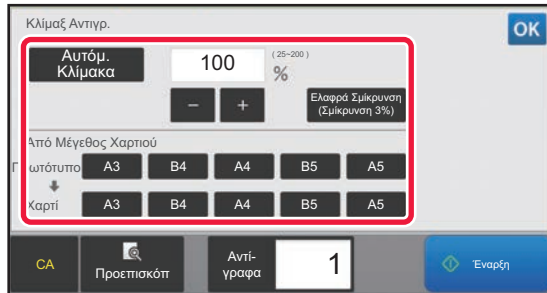 Κλίμαξ Αντιγρ.
OK
Αυτόμ.
Κλίμακα
100
(25~200)
%
−
+
Ελαφρά Σμίκρυνση
(Σμίκρυνση 3%)
Από Μέγεθος Χαρτιού
Πρωτότυπο A3 B4 A4 B5 A5
Χαρτί A3 B4 A4 B5 A5
CA
Προεπισκόπ
Αντί-
γραφα
1
Έναρξη